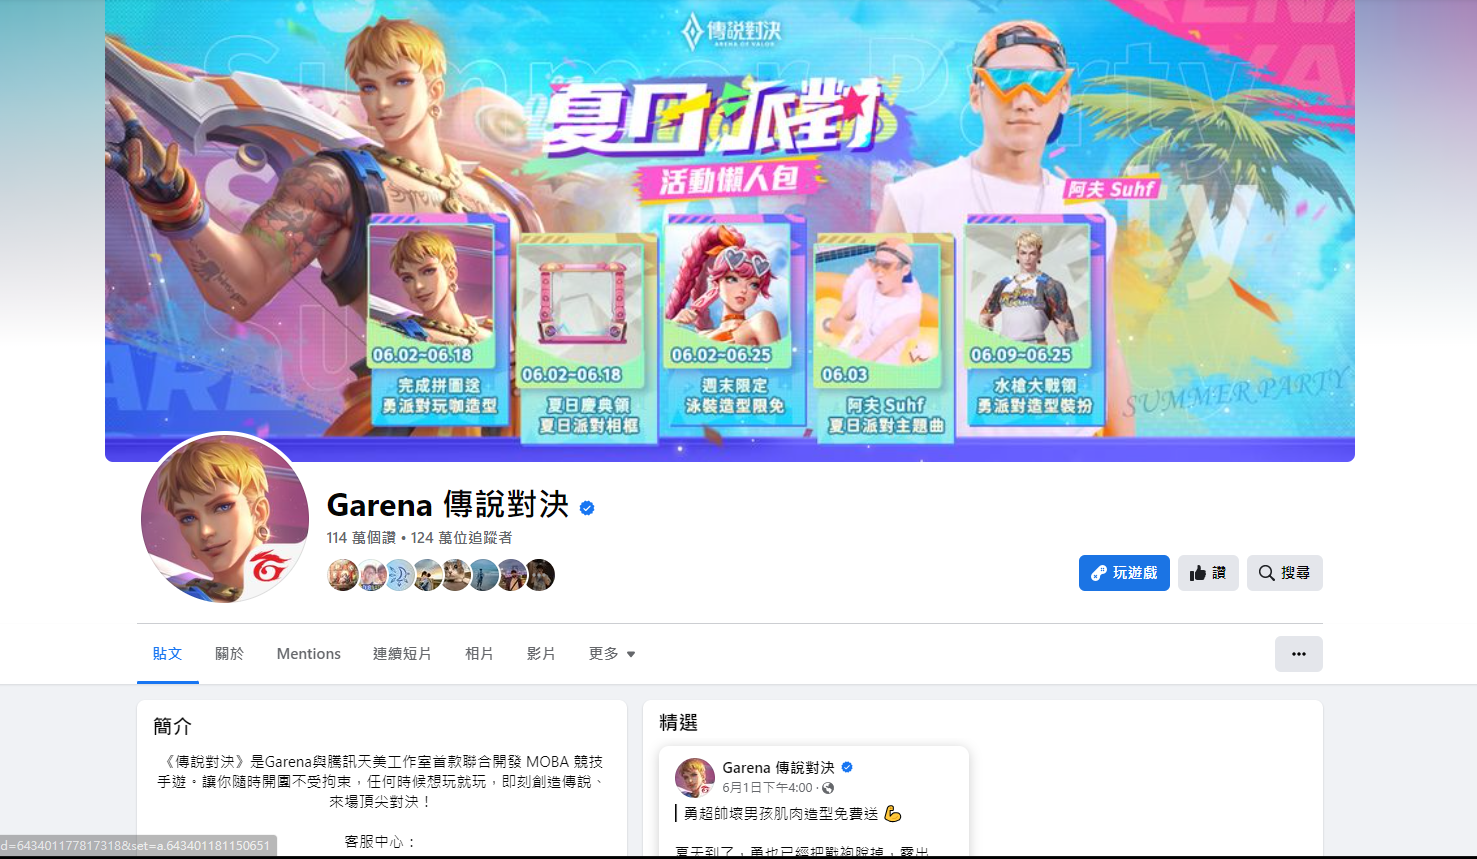 傳說對決
ARENA OF VALOR
Summer Party
夏日派對
活動懶人包
阿夫 Suhf
06.02~06.18
完成拼圖送
勇派對玩咖造型
06.02~06.18
夏日慶典領
夏日派對相框
06.02~06.25
週末限定
泳裝造型限免
06.03
阿夫 Suhf
夏日派對主題曲
06.09~06.25
水槍大戰領
勇派對造型裝扮
SUMMER PARTY
Garena 傳說對決
114 萬個讚 • 124 萬位追蹤者
玩遊戲
讚
搜尋
貼文
關於
Mentions
連續短片
相片
影片
更多
簡介
《傳說對決》是Garena與騰訊天美工作室首款聯合開發 MOBA 競技
手遊。讓你隨時開團不受拘束，任何時候想玩就玩，即刻創造傳說、
來場頂尖對決！
客服中心：
精選
Garena 傳說對決
6月1日下午4:00
勇超帥壞男孩肌肉造型免費送 💪
夏天到了，勇也已經把戰袍脫掉，露出
d=643401177817318&set=a.643401181150651